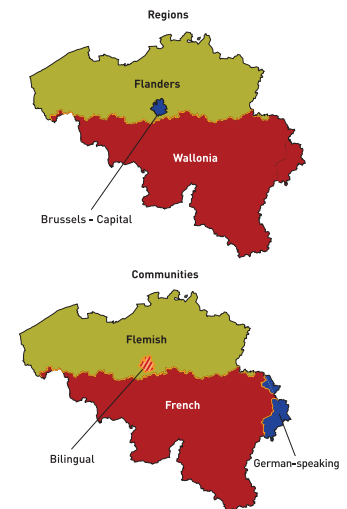 Regions
Flanders
Wallonia
Brussels - Capital
Communities
Flemish
French
Bilingual
German-speaking